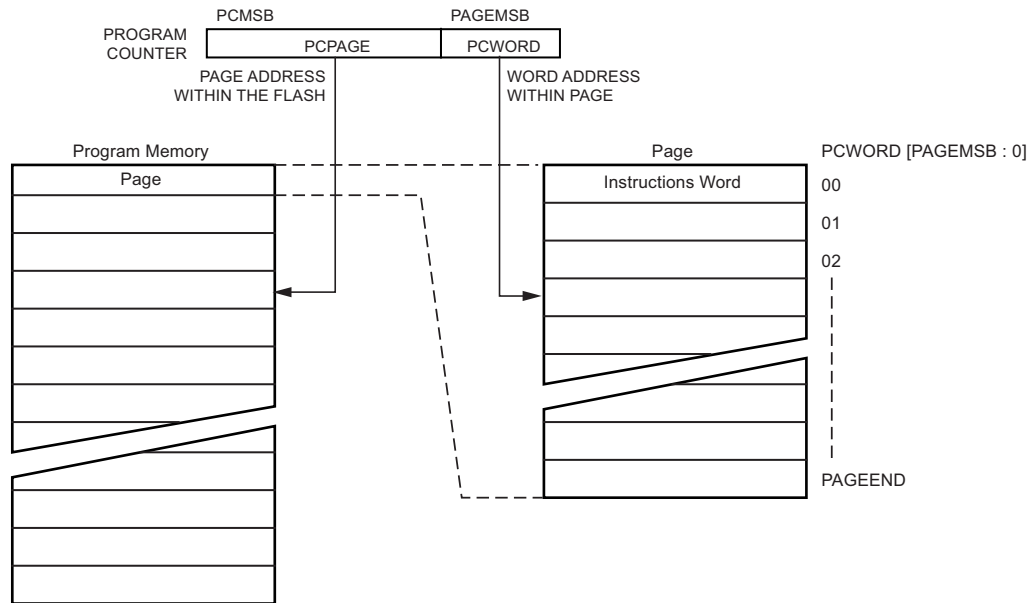 PCMSB
PAGEMSB
PROGRAM
COUNTER
PCPAGE
PCWORD
PAGE ADDRESS
WITHIN THE FLASH
WORD ADDRESS
WITHIN PAGE
Program Memory
Page
Page
Instructions Word
PCWORD [PAGEMSB : 0]
00
01
02
PAGEEND